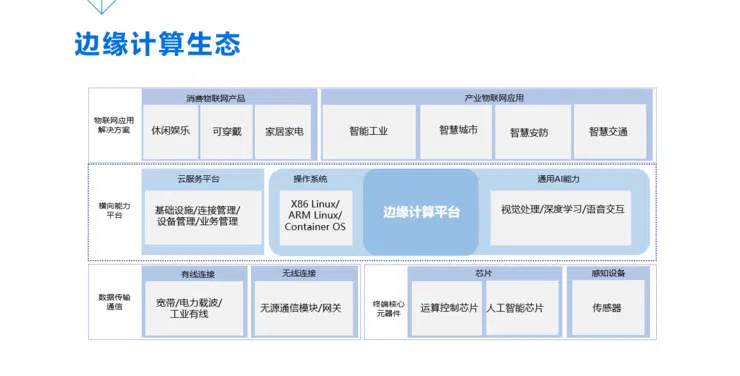 边缘计算生态
消费物联网产品
产业物联网应用
物联网应用
解决方案
休闲娱乐
可穿戴
家居家电
智能工业
智慧城市
智慧安防
智慧交通
云服务平台
操作系统
通用AI能力
横向能力
平台
基础设施/连接管理/
设备管理/业务管理
X86 Linux/
ARM Linux/
Container OS
边缘计算平台
视觉处理/深度学习/语音交互
有线连接
无线连接
芯片
感知设备
数据传输
通信
宽带/电力载波/
工业有线
无源通信模块/网关
终端核心
元器件
运算控制芯片
人工智能芯片
传感器